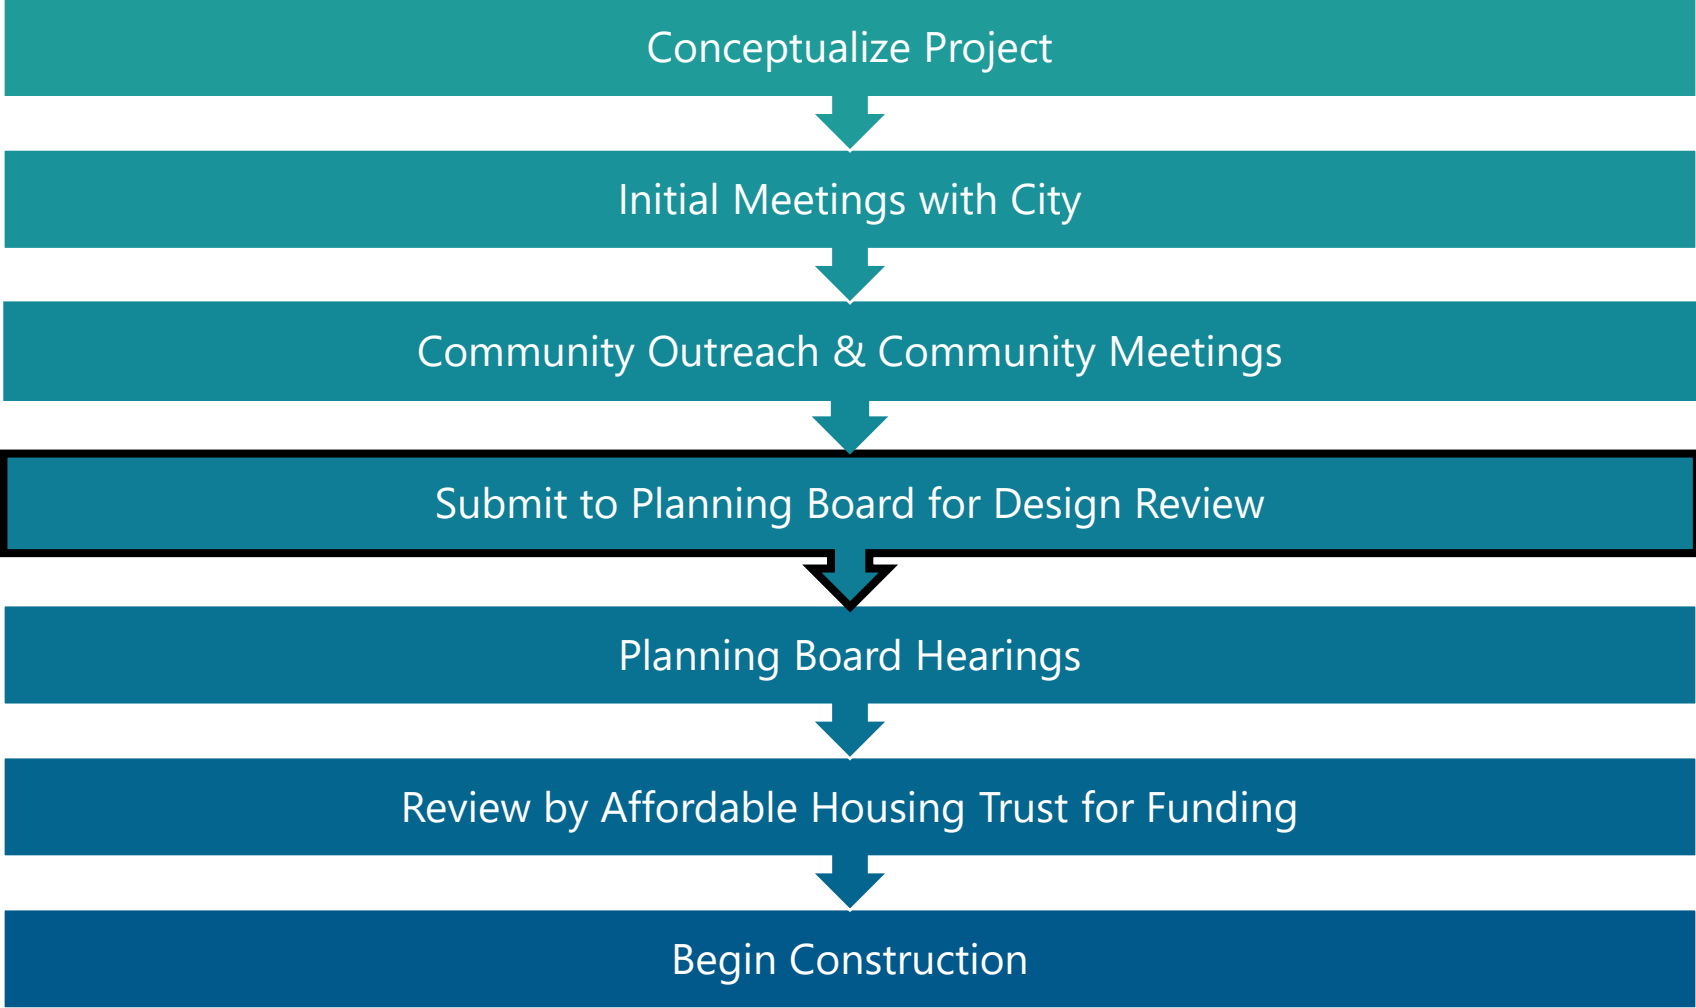 Conceptualize Project
Initial Meetings with City
Community Outreach & Community Meetings
Submit to Planning Board for Design Review
Planning Board Hearings
Review by Affordable Housing Trust for Funding
Begin Construction